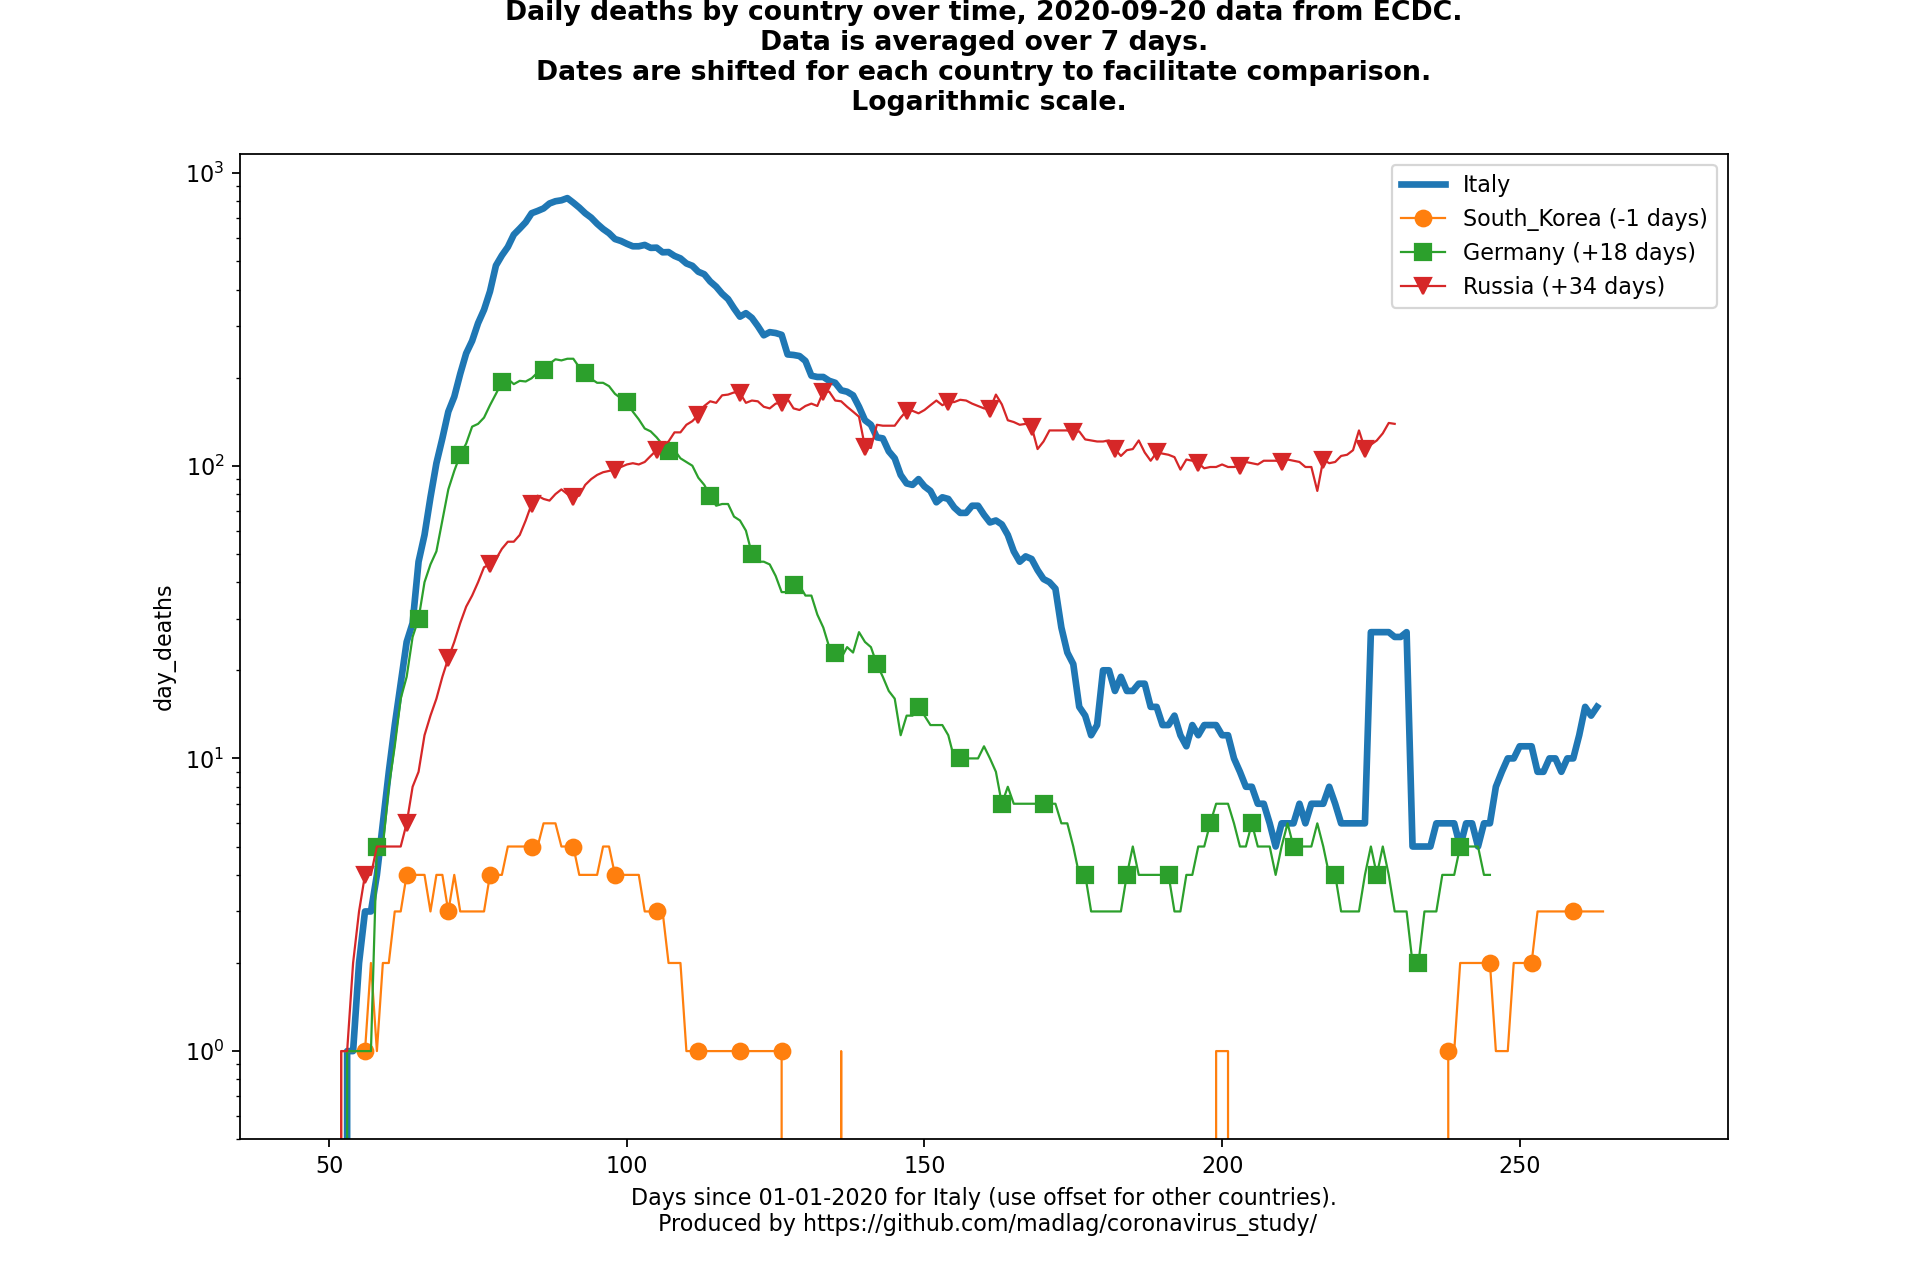 Daily deaths by country over time, 2020-09-20 data from ECDC.
Data is averaged over 7 days.
Dates are shifted for each country to facilitate comparison.
Logarithmic scale.
10³
10²
10¹
10⁰
day_deaths
Italy
South_Korea (-1 days)
Germany (+18 days)
Russia (+34 days)
50 100 150 200 250
Days since 01-01-2020 for Italy (use offset for other countries).
Produced by https://github.com/madlag/coronavirus_study/